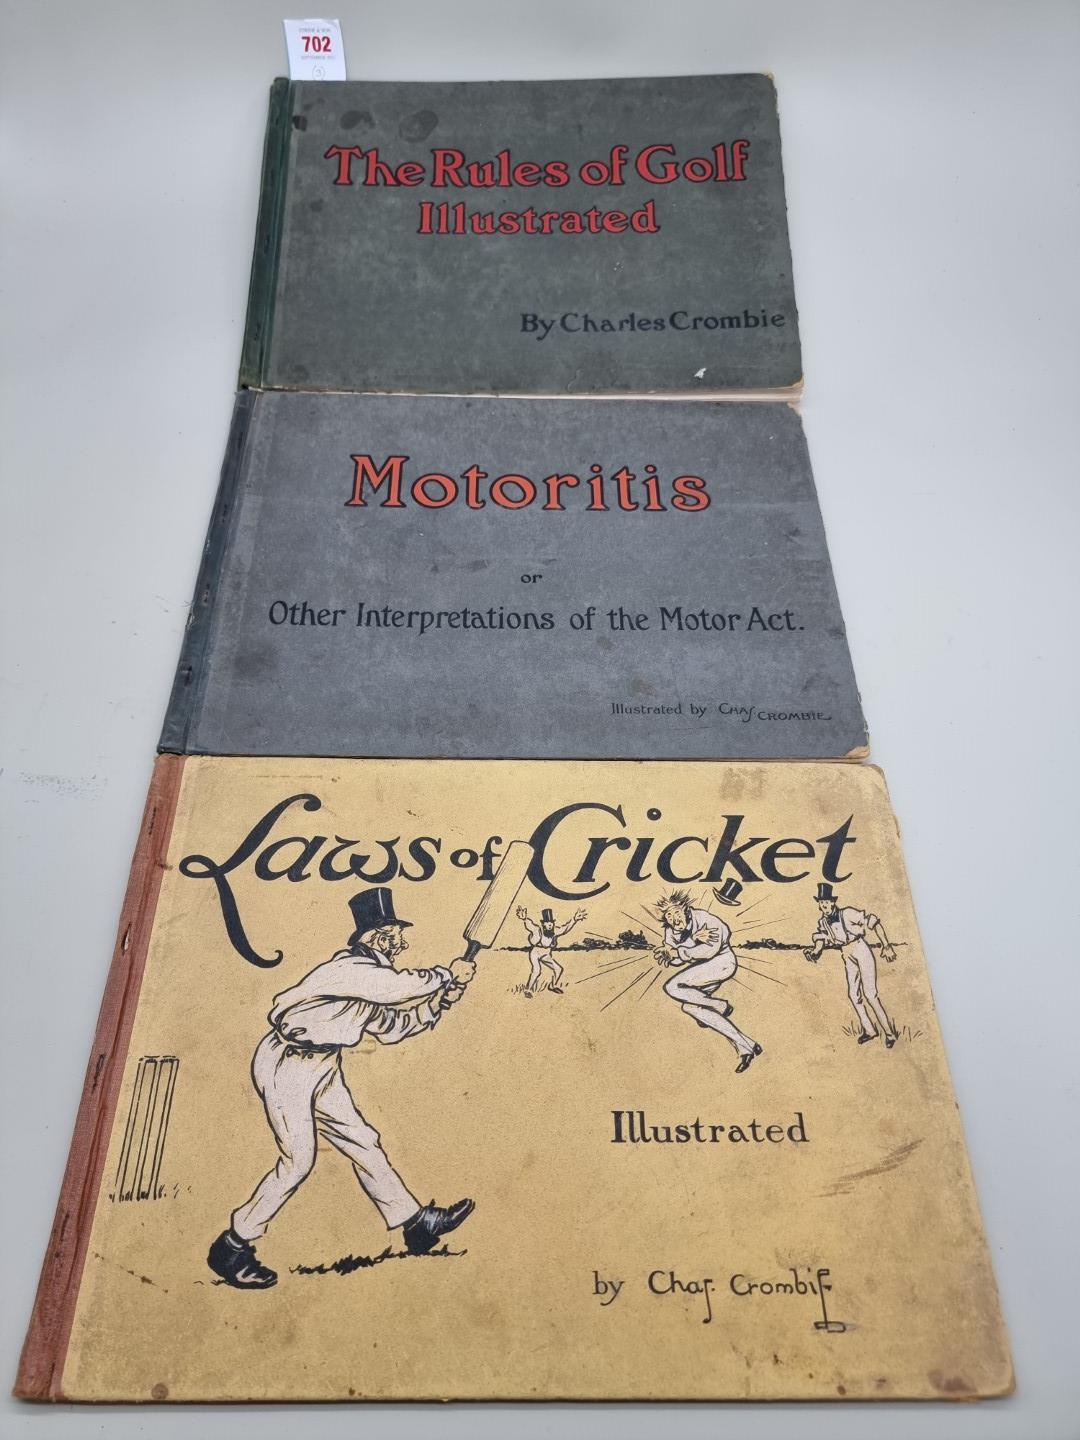 702
(3)
The Rules of Golf
Illustrated
By Charles Crombie
Motoritis
or
Other Interpretations of the Motor Act.
Illustrated by CHAS CROMBIE
Laws of Cricket
Illustrated
by Chas. Crombie